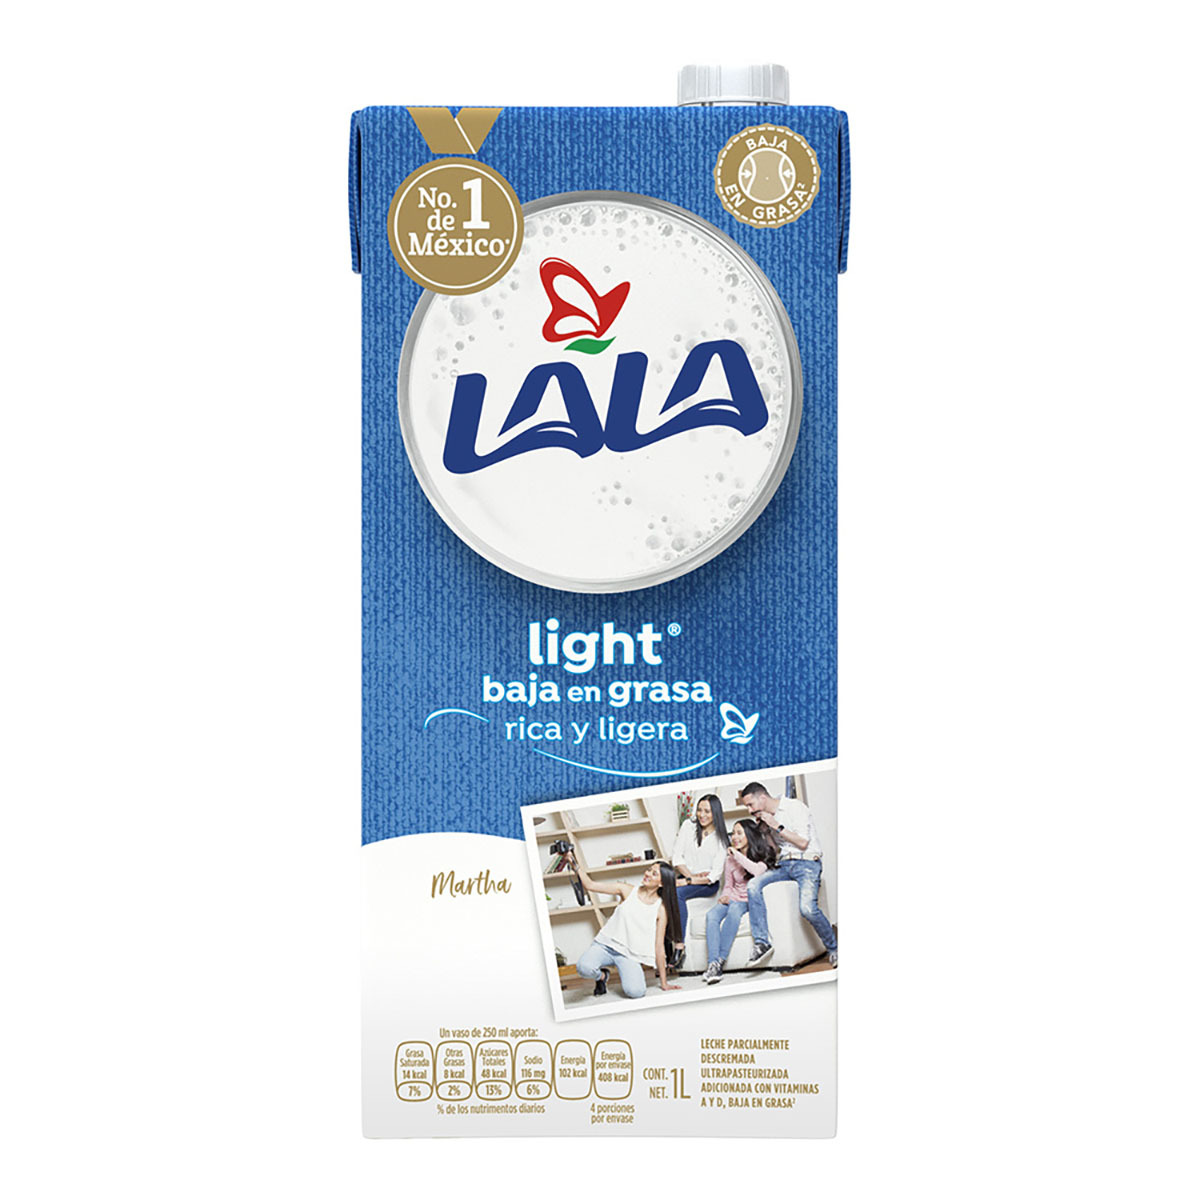 No. 1
de
México*
BAJA
EN GRASA²
LALA
light®
baja en grasa
rica y ligera
Martha
Un vaso de 250 ml aporta:
Grasa
Saturada
14 kcal
7%
Otras
Grasas
8 kcal
2%
Azúcares
Totales
48 kcal
13%
Sodio
116 mg
6%
Energía
102 kcal
Energía
por envase
408 kcal
% de los nutrimentos diarios
4 porciones
por envase
CONT.
NET. 1L
LECHE PARCIALMENTE
DESCREMADA
ULTRAPASTEURIZADA
ADICIONADA CON VITAMINAS
A Y D, BAJA EN GRASA²